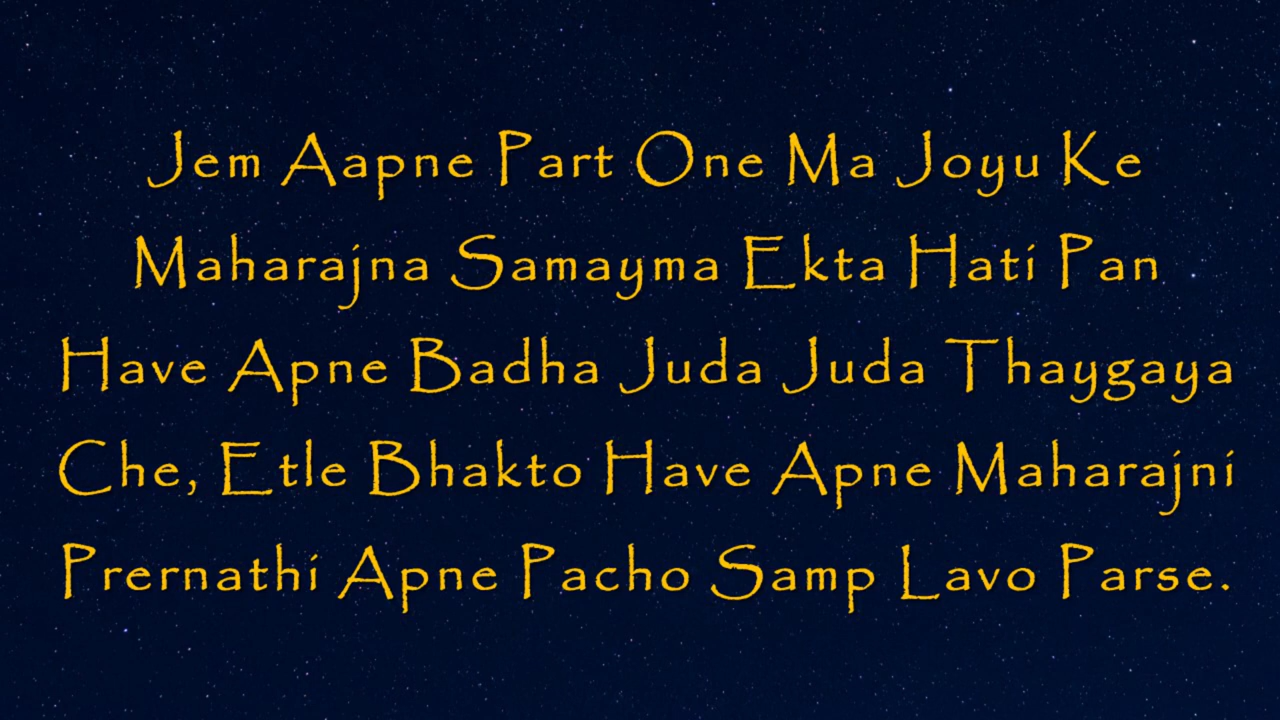 Jem Aapne Part One Ma Joyu Ke
Maharajna Samayma Ekta Hati Pan
Have Apne Badha Juda Juda Thaygaya
Che, Etle Bhakto Have Apne Maharajni
Prernathi Apne Pacho Samp Lavo Parse.